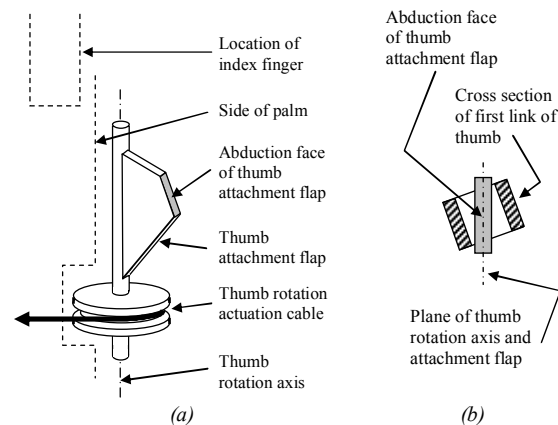 Location of
index finger
Side of palm
Abduction face
of thumb
attachment flap
Thumb
attachment flap
Thumb rotation
actuation cable
Thumb
rotation axis
(a)
Abduction face
of thumb
attachment flap
Cross section
of first link of
thumb
Plane of thumb
rotation axis and
attachment flap
(b)